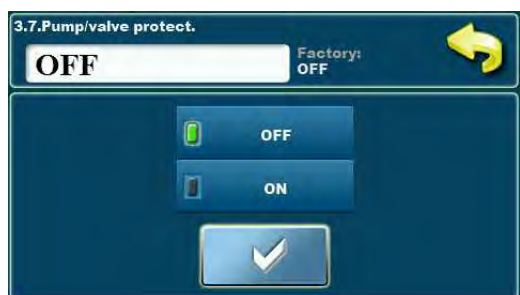 3.7.Pump/valve protect.
OFF
Factory:
OFF
OFF
ON